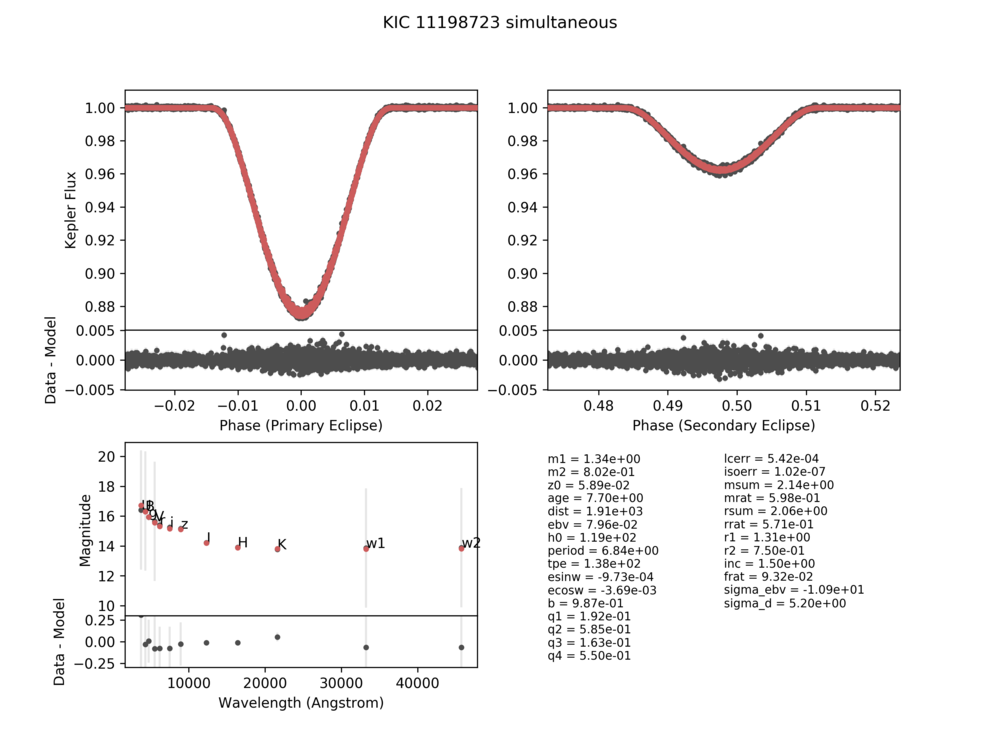 KIC 11198723 simultaneous
1.00
0.98
0.96
0.94
0.92
0.90
0.88
Kepler Flux
0.005
0.000
−0.005
Data - Model
−0.02 −0.01 0.00 0.01 0.02
Phase (Primary Eclipse)
1.00
0.98
0.96
0.94
0.92
0.90
0.88
0.005
0.000
−0.005
0.48 0.49 0.50 0.51 0.52
Phase (Secondary Eclipse)
20
18
16
14
12
10
Magnitude
B
V
i
z
J
H
K
w1
w2
0.25
0.00
−0.25
Data - Model
10000 20000 30000 40000
Wavelength (Angstrom)
m1 = 1.34e+00
m2 = 8.02e-01
z0 = 5.89e-02
age = 7.70e+00
dist = 1.91e+03
ebv = 7.96e-02
h0 = 1.19e+02
period = 6.84e+00
tpe = 1.38e+02
esinw = -9.73e-04
ecosw = -3.69e-03
b = 9.87e-01
q1 = 1.92e-01
q2 = 5.85e-01
q3 = 1.63e-01
q4 = 5.50e-01
lcerr = 5.42e-04
isoerr = 1.02e-07
msum = 2.14e+00
mrat = 5.98e-01
rsum = 2.06e+00
rrat = 5.71e-01
r1 = 1.31e+00
r2 = 7.50e-01
inc = 1.50e+00
frat = 9.32e-02
sigma_ebv = -1.09e+01
sigma_d = 5.20e+00